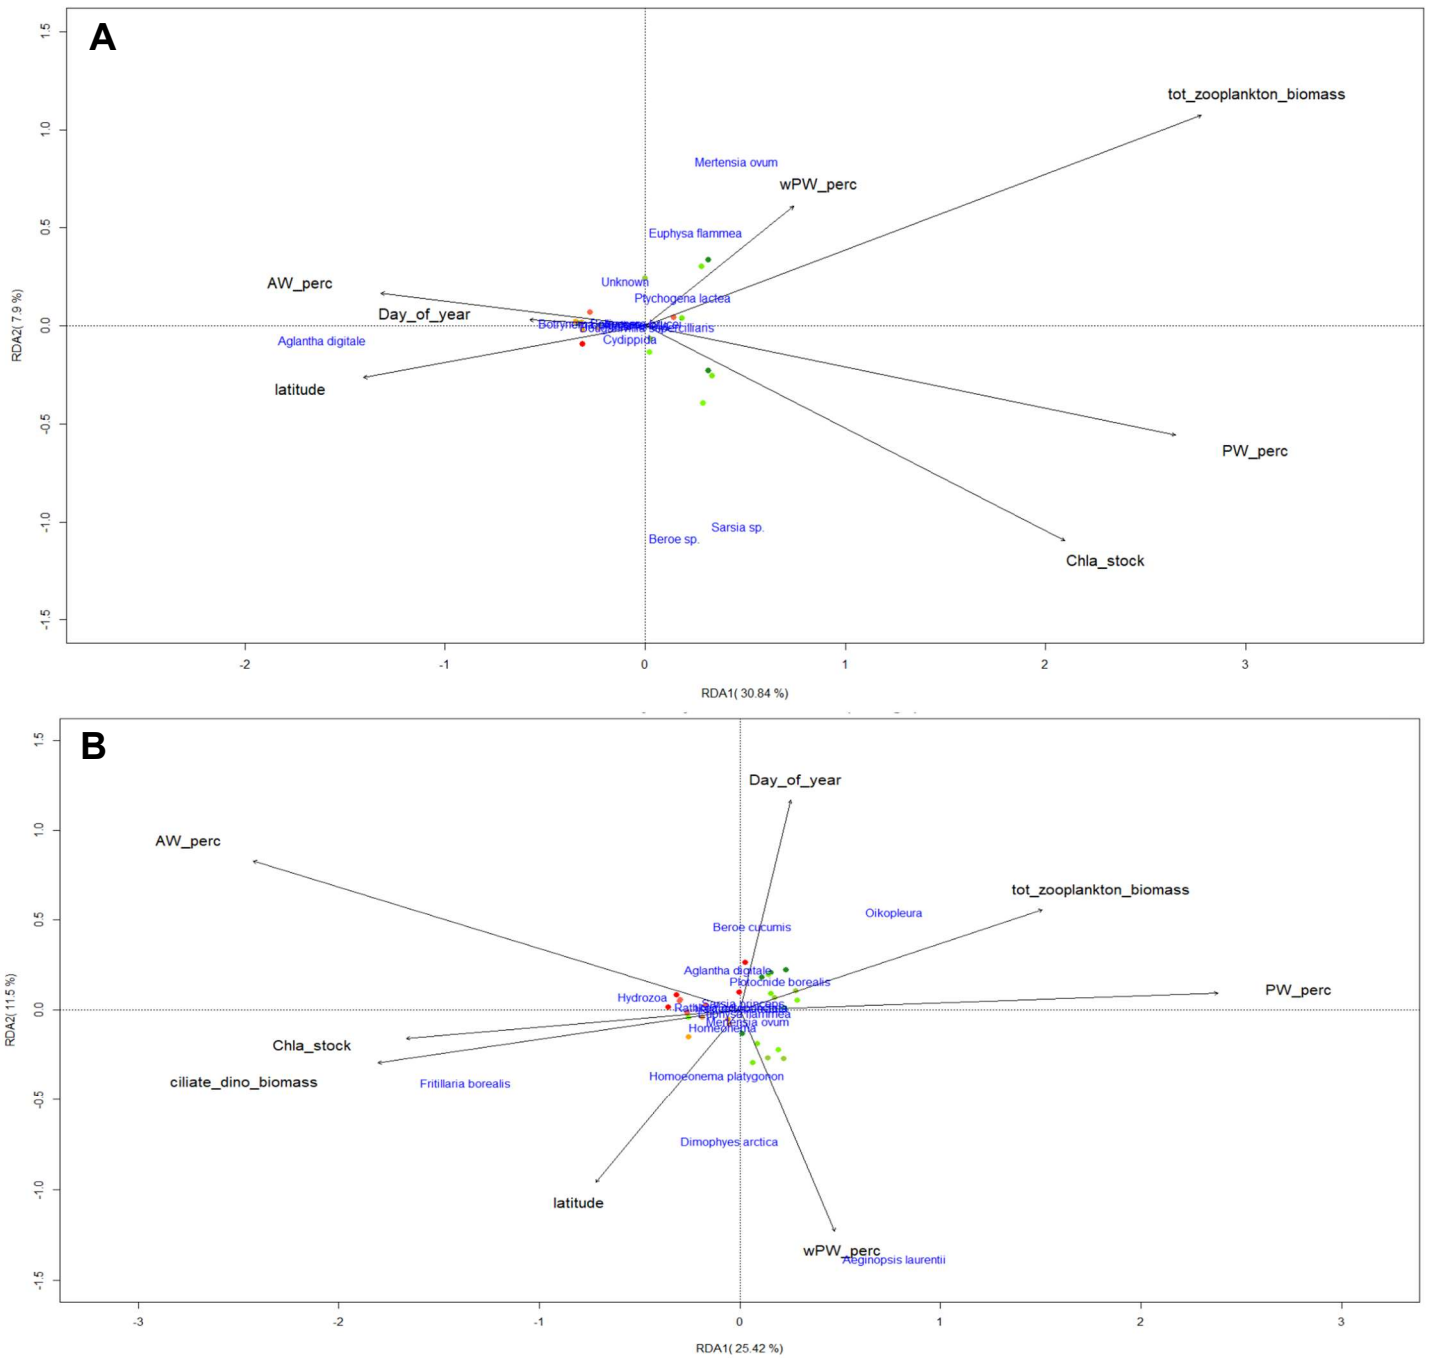 A
1.5
1.0
0.5
0.0
-0.5
-1.0
-1.5
RDA2( 7.9 %)
tot_zooplankton_biomass
Mertensia ovum
wPW_perc
Euphysa flammea
Unknown
AW_perc
Ptychogena lactea
Day_of_year
Aglantha digitale
Cydippida
latitude
PW_perc
Sarsia sp.
Beroe sp.
Chla_stock
-2
-1
0
1
2
3
RDA1( 30.84 %)
B
1.5
1.0
0.5
0.0
-0.5
-1.0
-1.5
RDA2( 11.5 %)
Day_of_year
AW_perc
tot_zooplankton_biomass
Oikopleura
Beroe cucumis
Aglantha digitale
Plotocnide borealis
Hydrozoa
PW_perc
Sarsia princeps
Mertensia ovum
Homeonema
Chla_stock
ciliate_dino_biomass
Fritillaria borealis
Homoeonema platygonon
Dimophyes arctica
latitude
wPW_perc
Aeginopsis laurentii
-3
-2
-1
0
1
2
3
RDA1( 25.42 %)